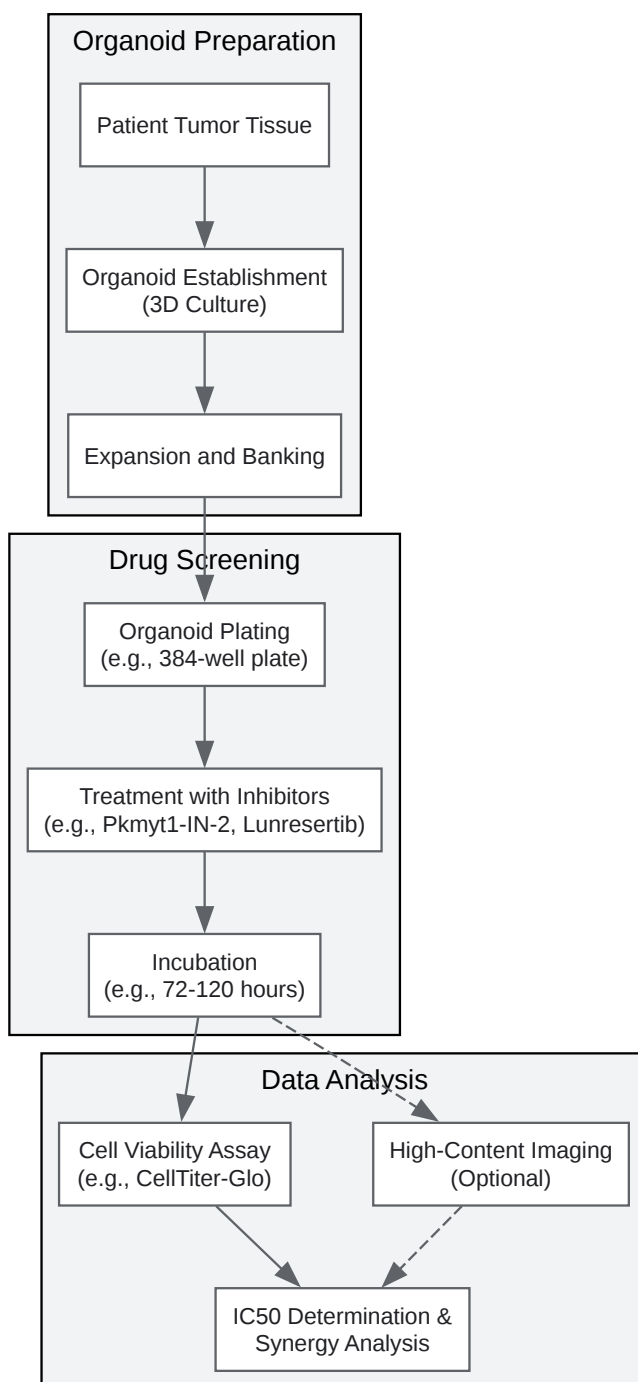 Organoid Preparation
Patient Tumor Tissue
Organoid Establishment
(3D Culture)
Expansion and Banking
Drug Screening
Organoid Plating
(e.g., 384-well plate)
Treatment with Inhibitors
(e.g., Pkmyt1-IN-2, Lunresertib)
Incubation
(e.g., 72-120 hours)
Data Analysis
Cell Viability Assay
(e.g., CellTiter-Glo)
High-Content Imaging
(Optional)
IC50 Determination &
Synergy Analysis